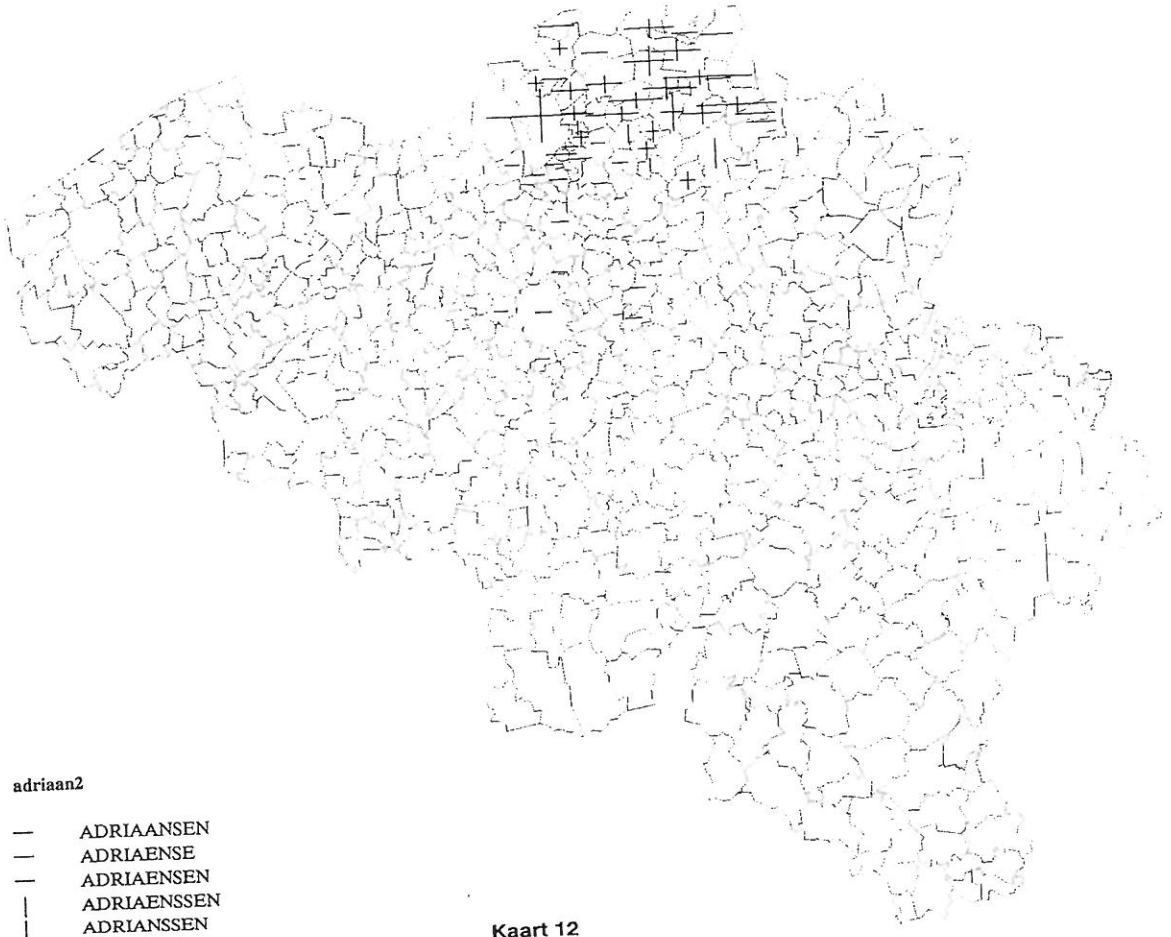 adriaan2
— ADRIAANSEN
— ADRIAENSE
— ADRIAENSEN
| ADRIAENSSEN
| ADRIANSSEN
Kaart 12